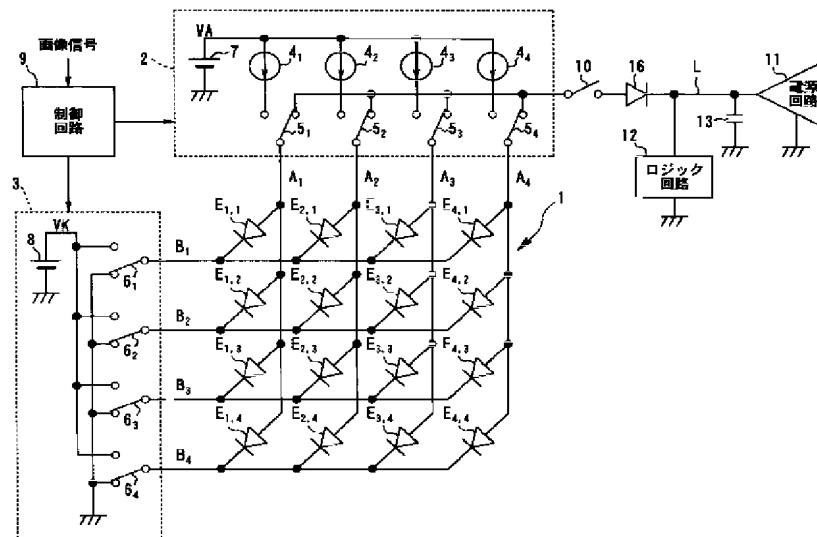 画像信号
9
制御
回路
2
VA
7
4₁
4₂
4₃
4₄
5₁
5₂
5₃
5₄
10
16
L
11
電源
回路
13
12
ロジック
回路
3
VK
8
6₁
6₂
6₃
6₄
A₁
A₂
A₃
A₄
1
B₁
B₂
B₃
B₄
E₁,₁
E₂,₁
E₃,₁
E₄,₁
E₁,₂
E₂,₂
E₃,₂
E₄,₂
E₁,₃
E₂,₃
E₃,₃
E₄,₃
E₁,₄
E₂,₄
E₃,₄
E₄,₄